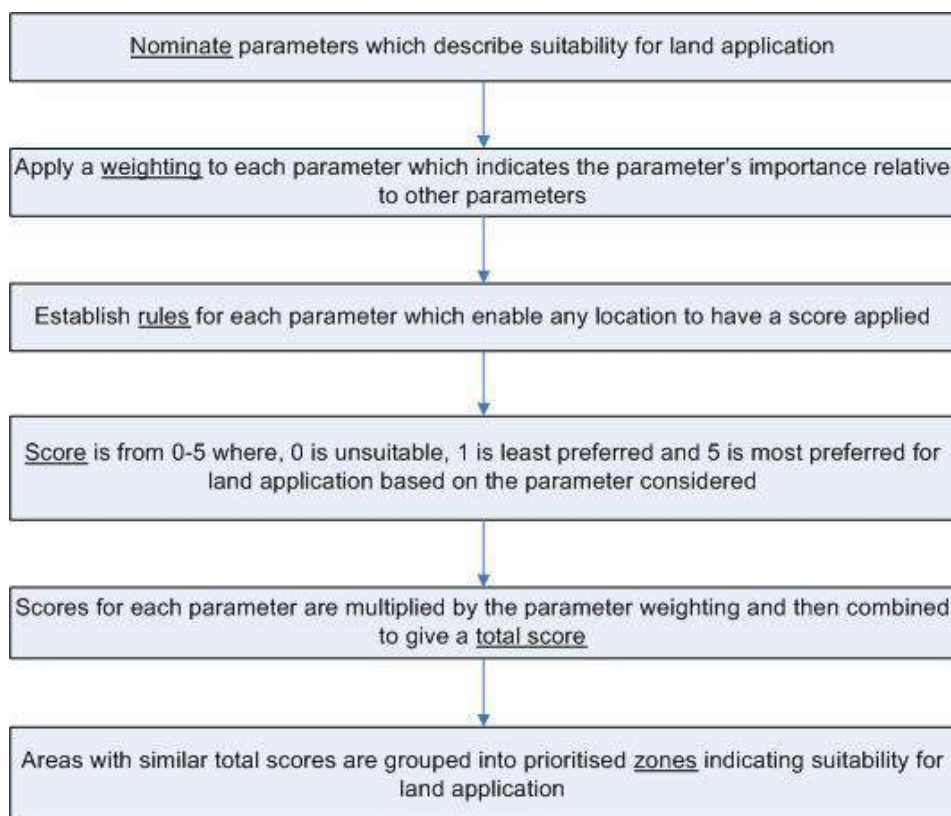 Nominate parameters which describe suitability for land application
Apply a weighting to each parameter which indicates the parameter's importance relative
to other parameters
Establish rules for each parameter which enable any location to have a score applied
Score is from 0-5 where, 0 is unsuitable, 1 is least preferred and 5 is most preferred for
land application based on the parameter considered
Scores for each parameter are multiplied by the parameter weighting and then combined
to give a total score
Areas with similar total scores are grouped into prioritised zones indicating suitability for
land application